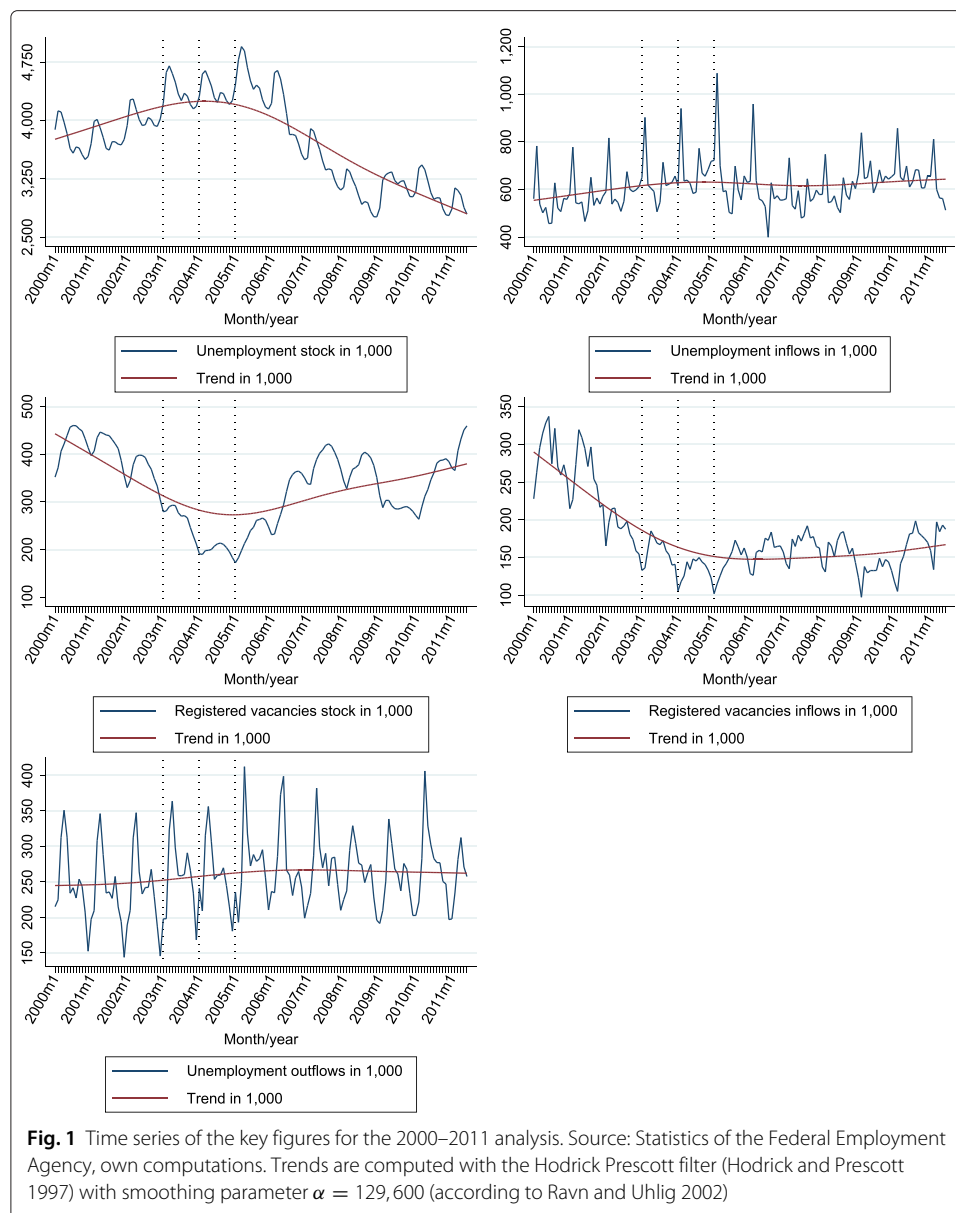 4,750
4,000
3,250
2,500
2000m1
2001m1
2002m1
2003m1
2004m1
2005m1
2006m1
2007m1
2008m1
2009m1
2010m1
2011m1
Month/year
Unemployment stock in 1,000
Trend in 1,000
1,200
1,000
800
600
400
2000m1
2001m1
2002m1
2003m1
2004m1
2005m1
2006m1
2007m1
2008m1
2009m1
2010m1
2011m1
Month/year
Unemployment inflows in 1,000
Trend in 1,000
500
400
300
200
100
2000m1
2001m1
2002m1
2003m1
2004m1
2005m1
2006m1
2007m1
2008m1
2009m1
2010m1
2011m1
Month/year
Registered vacancies stock in 1,000
Trend in 1,000
350
300
250
200
150
100
2000m1
2001m1
2002m1
2003m1
2004m1
2005m1
2006m1
2007m1
2008m1
2009m1
2010m1
2011m1
Month/year
Registered vacancies inflows in 1,000
Trend in 1,000
400
350
300
250
200
150
2000m1
2001m1
2002m1
2003m1
2004m1
2005m1
2006m1
2007m1
2008m1
2009m1
2010m1
2011m1
Month/year
Unemployment outflows in 1,000
Trend in 1,000
Fig. 1 Time series of the key figures for the 2000–2011 analysis. Source: Statistics of the Federal Employment
Agency, own computations. Trends are computed with the Hodrick Prescott filter (Hodrick and Prescott
1997) with smoothing parameter α = 129,600 (according to Ravn and Uhlig 2002)